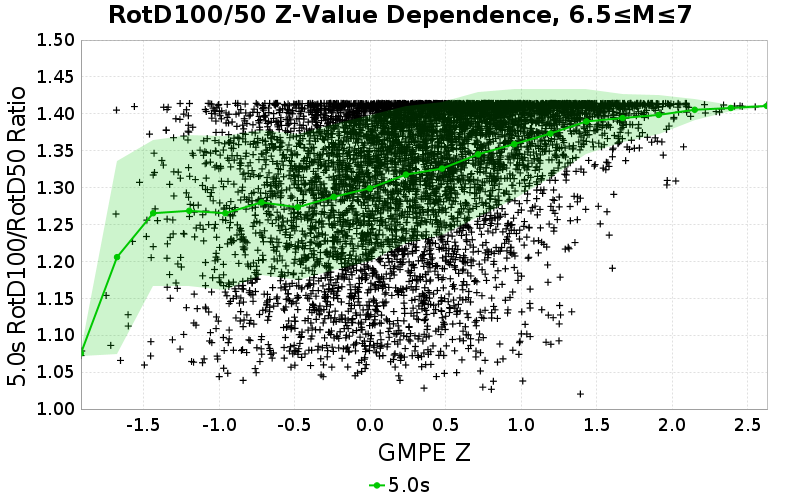 RotD100/50 Z-Value Dependence, 6.5≤M≤7
5.0s RotD100/RotD50 Ratio
1.50
1.45
1.40
1.35
1.30
1.25
1.20
1.15
1.10
1.05
1.00
-1.5 -1.0 -0.5 0.0 0.5 1.0 1.5 2.0 2.5
GMPE Z
5.0s